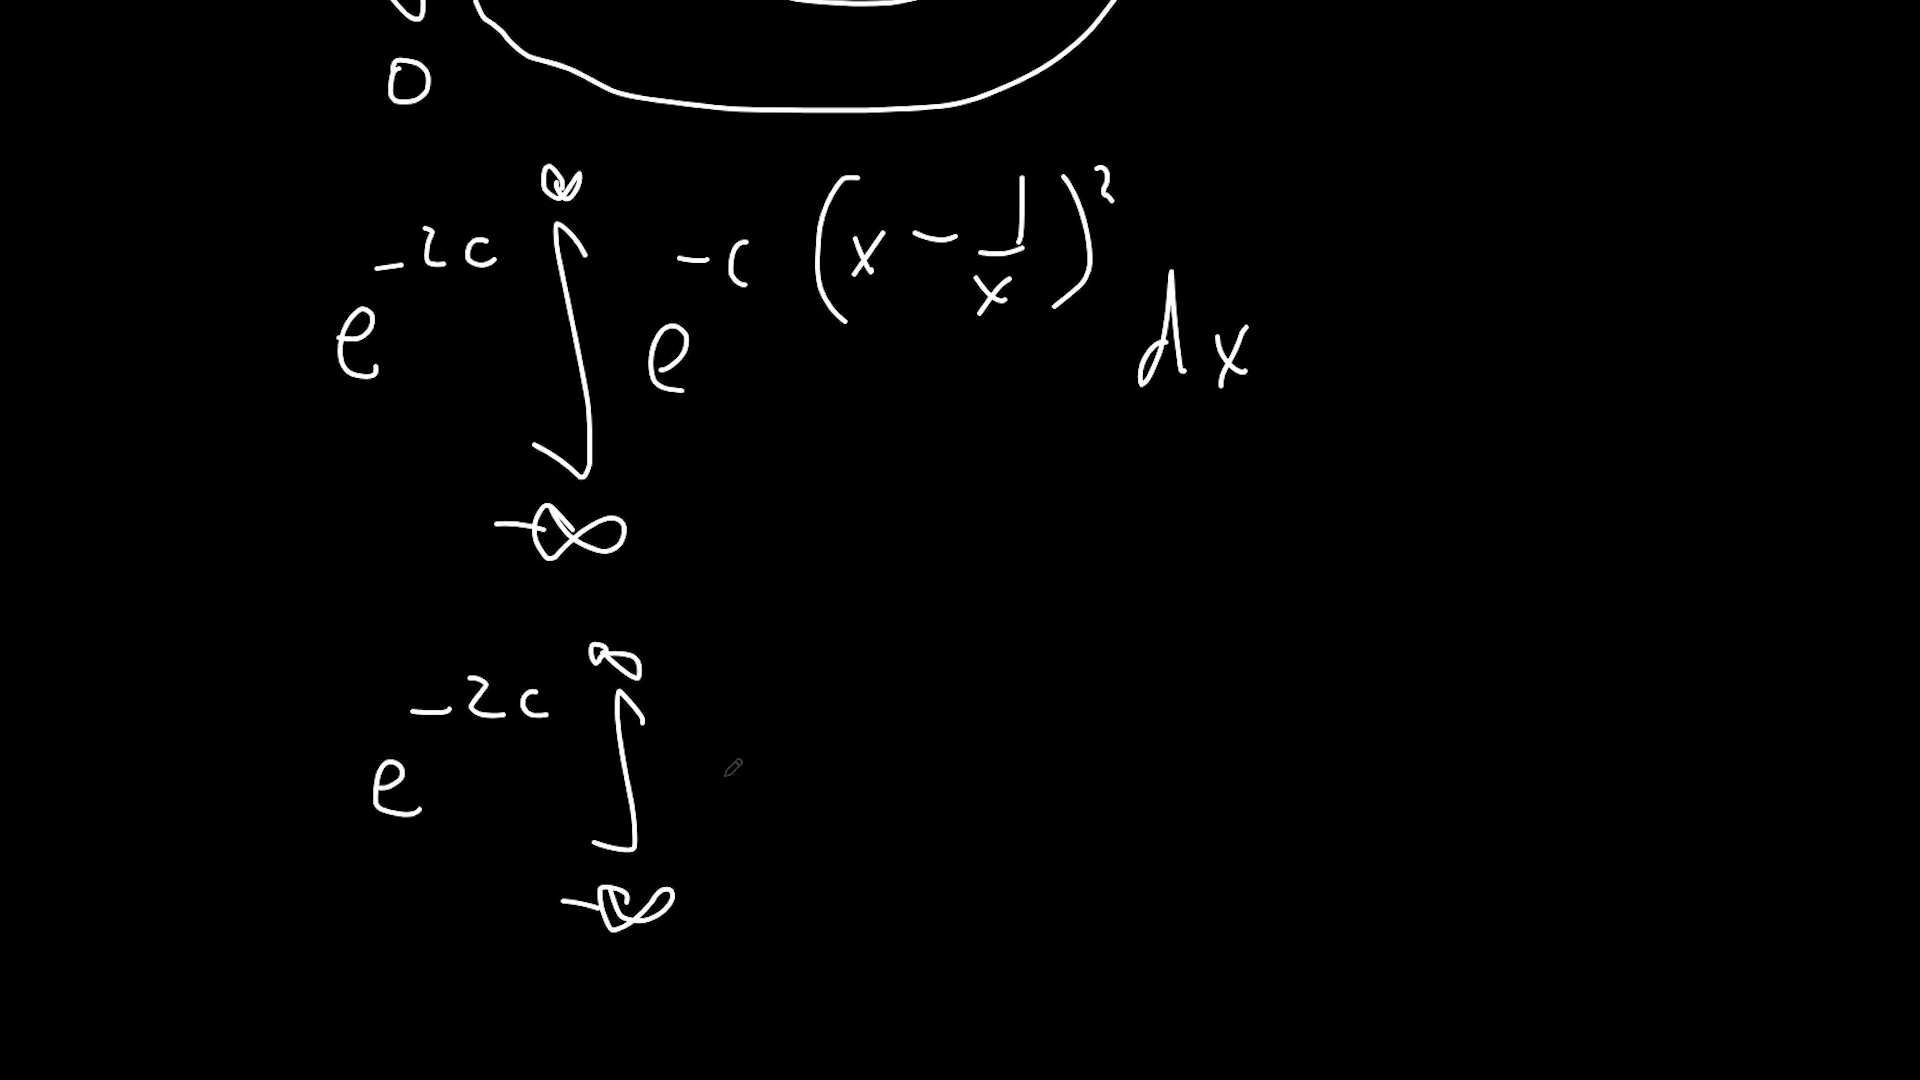 0
e^{-2c} ∫_{-∞}^{∞} e^{-c(x - 1/x)^2} dx
e^{-2c} ∫_{-∞}^{∞}